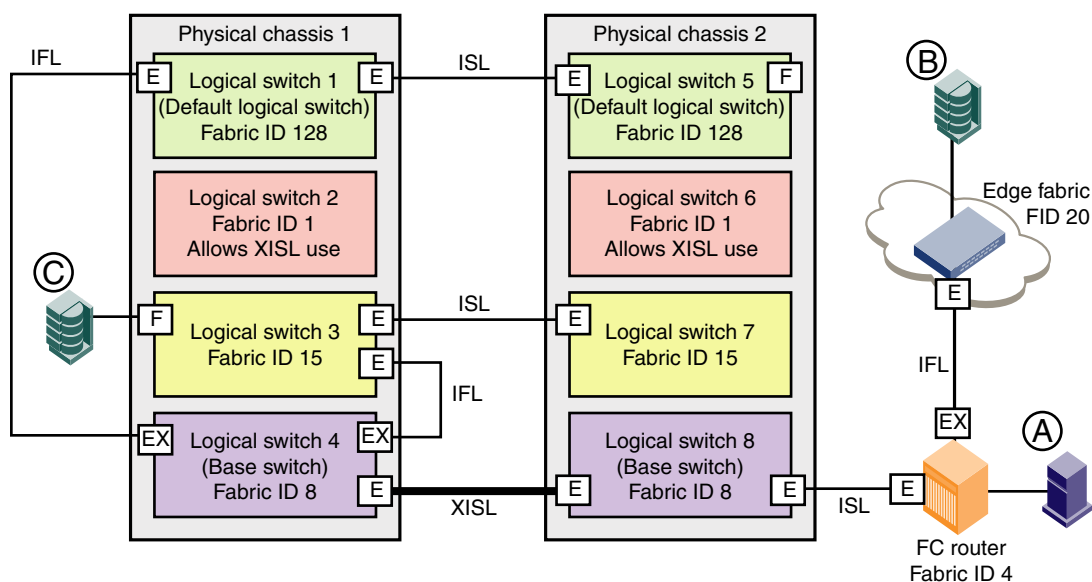 Physical chassis 1
Physical chassis 2
IFL
E
Logical switch 1
(Default logical switch)
Fabric ID 128
E
ISL
E
Logical switch 5
(Default logical switch)
Fabric ID 128
F
B
Logical switch 2
Fabric ID 1
Allows XISL use
Logical switch 6
Fabric ID 1
Allows XISL use
Edge fabric
FID 20
E
C
F
Logical switch 3
Fabric ID 15
E
E
ISL
E
Logical switch 7
Fabric ID 15
IFL
IFL
EX
Logical switch 4
(Base switch)
Fabric ID 8
EX
E
XISL
E
Logical switch 8
(Base switch)
Fabric ID 8
E
ISL
E
EX
A
FC router
Fabric ID 4